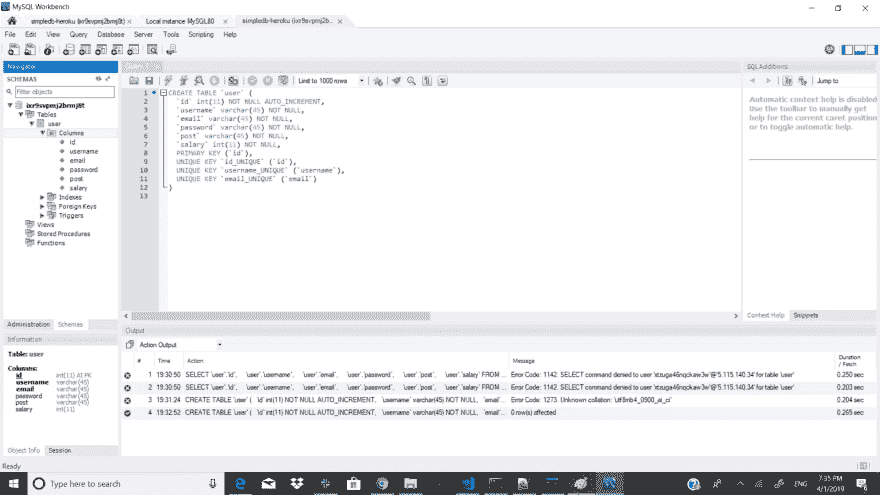 MySQL Workbench
simpledb-heroku (ixr9svpmj2brmj8t) × Local instance MySQL80 × simpledb-heroku (ixr9svpmj2b... ×
File Edit View Query Database Server Tools Scripting Help
Navigator
SCHEMAS
Filter objects
ixr9svpmj2brmj8t
Tables
user
Columns
id
username
email
password
post
salary
Indexes
Foreign Keys
Triggers
Views
Stored Procedures
Functions
Administration Schemas
Information
Table: user
Columns:
id int(11) AI PK
username varchar(45)
email varchar(45)
password varchar(45)
post varchar(45)
salary int(11)
Object Info Session
Limit to 1000 rows
1 CREATE TABLE `user` (
2 `id` int(11) NOT NULL AUTO_INCREMENT,
3 `username` varchar(45) NOT NULL,
4 `email` varchar(45) NOT NULL,
5 `password` varchar(45) NOT NULL,
6 `post` varchar(45) NOT NULL,
7 `salary` int(11) NOT NULL,
8 PRIMARY KEY (`id`),
9 UNIQUE KEY `id_UNIQUE` (`id`),
10 UNIQUE KEY `username_UNIQUE` (`username`),
11 UNIQUE KEY `email_UNIQUE` (`email`)
12 )
13
SQL Additions
Jump to
Automatic context help is disabled.
Use the toolbar to manually get
help for the current caret position
or to toggle automatic help.
Context Help Snippets
Output
Action Output
# Time Action Message Duration / Fetch
1 19:30:50 SELECT `user`.`id`, `user`.`username`, `user`.`email`, `user`.`password`, `user`.`post`, `user`.`salary` FROM ... Error Code: 1142. SELECT command denied to user @'5.115.140.34' for table 'user' 0.250 sec
2 19:30:50 SELECT `user`.`id`, `user`.`username`, `user`.`email`, `user`.`password`, `user`.`post`, `user`.`salary` FROM ... Error Code: 1142. SELECT command denied to user @'5.115.140.34' for table 'user' 0.203 sec
3 19:31:24 CREATE TABLE `user` ( `id` int(11) NOT NULL AUTO_INCREMENT, `username` varchar(45) NOT NULL, `email`... Error Code: 1273. Unknown collation: 'utf8mb4_0900_ai_ci' 0.204 sec
4 19:32:52 CREATE TABLE `user` ( `id` int(11) NOT NULL AUTO_INCREMENT, `username` varchar(45) NOT NULL, `email`... 0 row(s) affected 0.265 sec
Ready
Type here to search
ENG
7:35 PM
4/1/2019